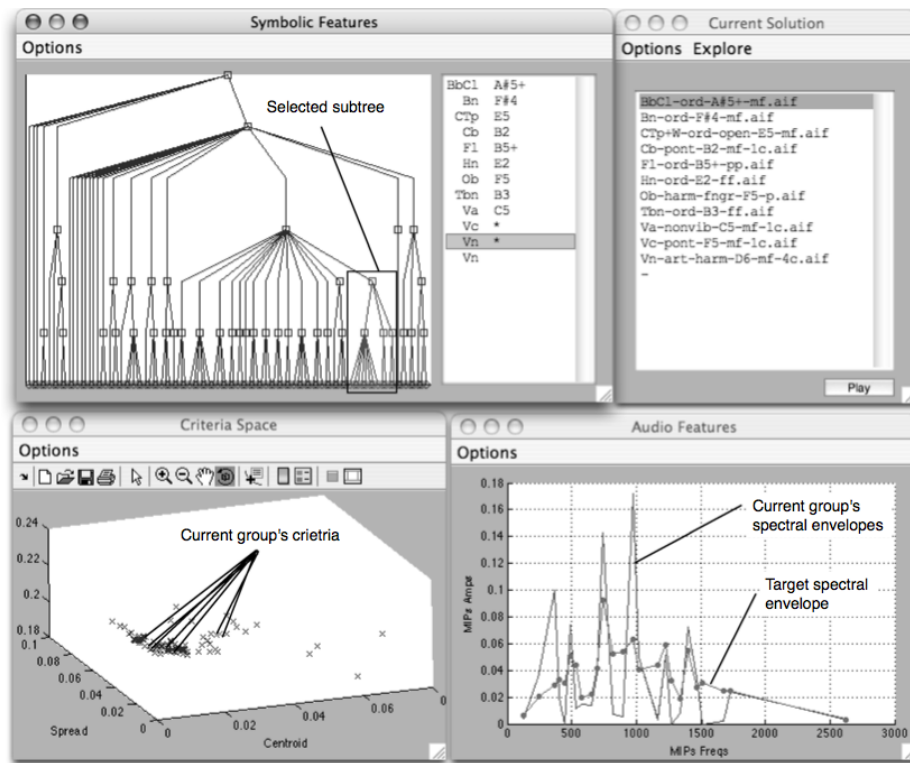 Symbolic Features
Options
Selected subtree
BbCl A#5+
Bn F#4
CTp E5
Cb B2
Fl B5+
Hn E2
Ob F5
Tbn B3
Va C5
Vc *
Vn *
Vn
Current Solution
Options Explore
BbCl-ord-A#5+-mf.aif
Bn-ord-F#4-mf.aif
CTp+W-ord-open-E5-mf.aif
Cb-pont-B2-mf-1c.aif
Fl-ord-B5+-pp.aif
Hn-ord-E2-ff.aif
Ob-harm-fngr-F5-p.aif
Tbn-ord-B3-ff.aif
Va-nonvib-C5-mf-1c.aif
Vc-pont-F5-mf-1c.aif
Vn-art-harm-D6-mf-4c.aif
-
Play
Criteria Space
Options
Current group's crietria
0.24
0.22
0.2
0.18
0.1
0.08
0.06
0.04
0.02
0
Spread
0
0.02
0.04
0.06
0.08
Centroid
Audio Features
Options
Current group's
spectral envelopes
Target spectral
envelope
0.18
0.16
0.14
0.12
0.1
0.08
0.06
0.04
0.02
0
MIPs Amps
0 500 1000 1500 2000 2500 3000
MIPs Freqs